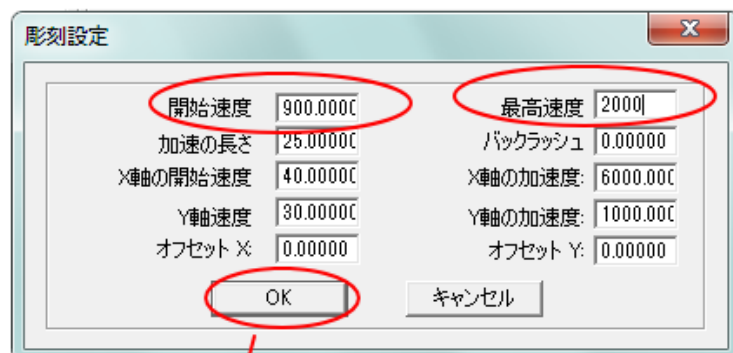 彫刻設定
開始速度 900.000(
最高速度 2000
加速の長さ 25.0000(
バックラッシュ 0.00000
X軸の開始速度 40.0000(
X軸の加速度: 6000.00(
Y軸速度 30.0000(
Y軸の加速度: 1000.00(
オフセット X: 0.00000
オフセット Y: 0.00000
OK
キャンセル